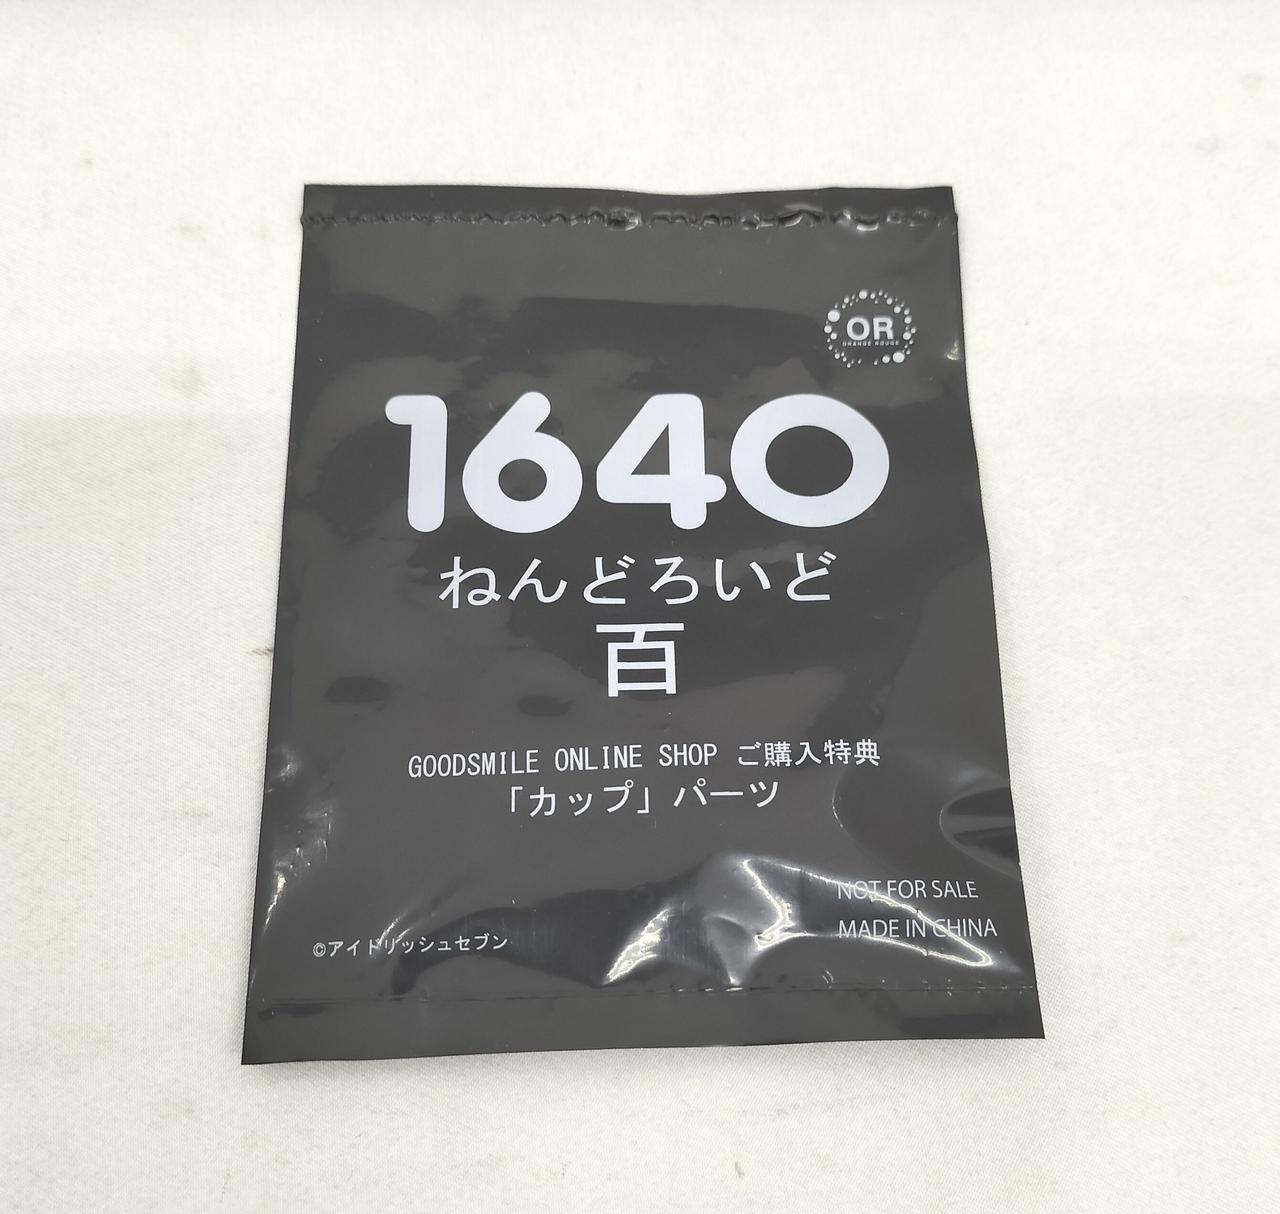 OR
ORANGE ROUGE
1640
ねんどろいど
百
GOODSMILE ONLINE SHOP ご購入特典
「カップ」パーツ
NOT FOR SALE
MADE IN CHINA
©アイドリッシュセブン